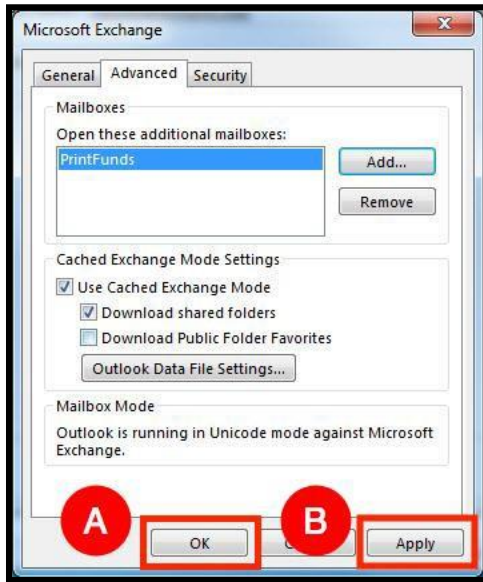 Microsoft Exchange
General Advanced Security
Mailboxes
Open these additional mailboxes:
PrintFunds
Add...
Remove
Cached Exchange Mode Settings
Use Cached Exchange Mode
Download shared folders
Download Public Folder Favorites
Outlook Data File Settings...
Mailbox Mode
Outlook is running in Unicode mode against Microsoft
Exchange.
A B
OK Apply